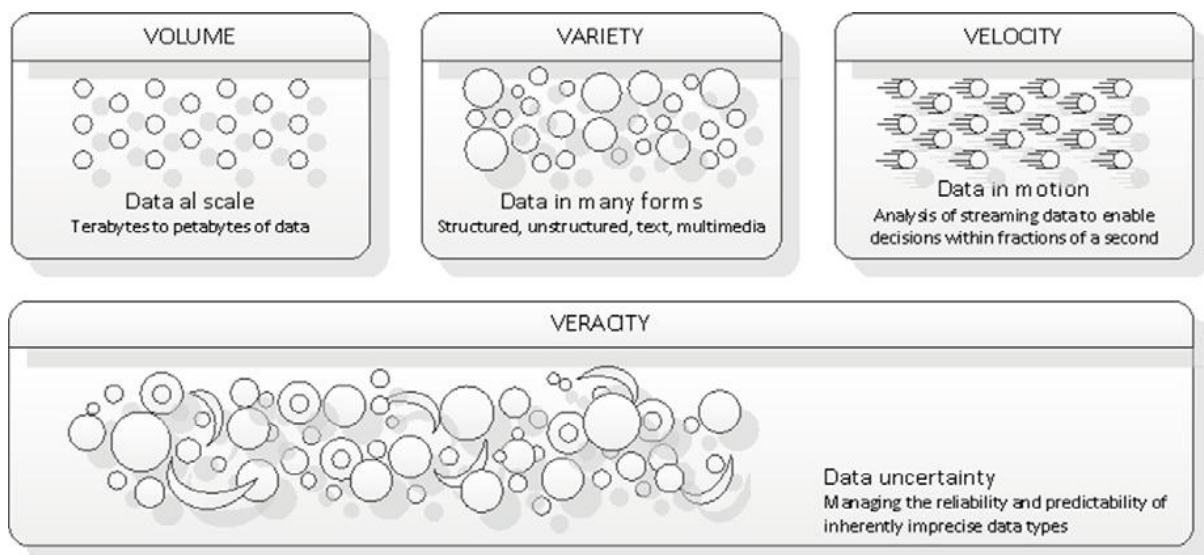 VOLUME
Data al scale
Terabytes to petabytes of data
VARIETY
Data in many forms
Structured, unstructured, text, multimedia
VELOCITY
Data in motion
Analysis of streaming data to enable
decisions within fractions of a second
VERACITY
Data uncertainty
Managing the reliability and predictability of
inherently imprecise data types